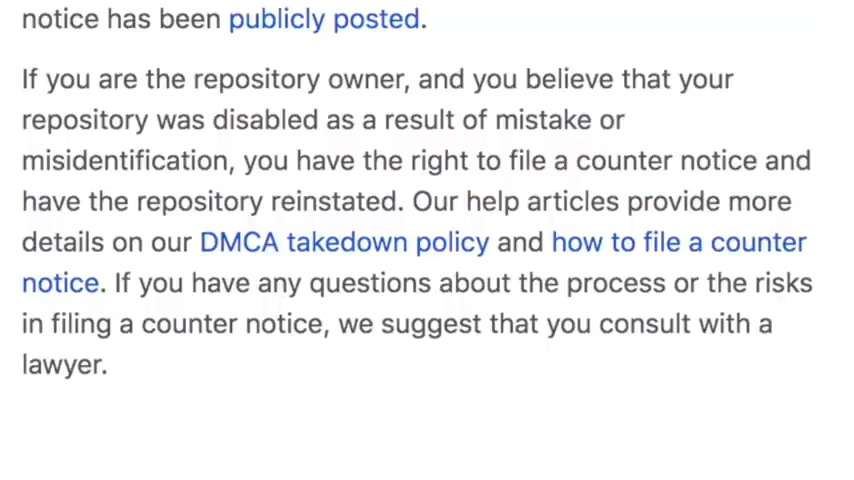 notice has been publicly posted.
If you are the repository owner, and you believe that your
repository was disabled as a result of mistake or
misidentification, you have the right to file a counter notice and
have the repository reinstated. Our help articles provide more
details on our DMCA takedown policy and how to file a counter
notice. If you have any questions about the process or the risks
in filing a counter notice, we suggest that you consult with a
lawyer.